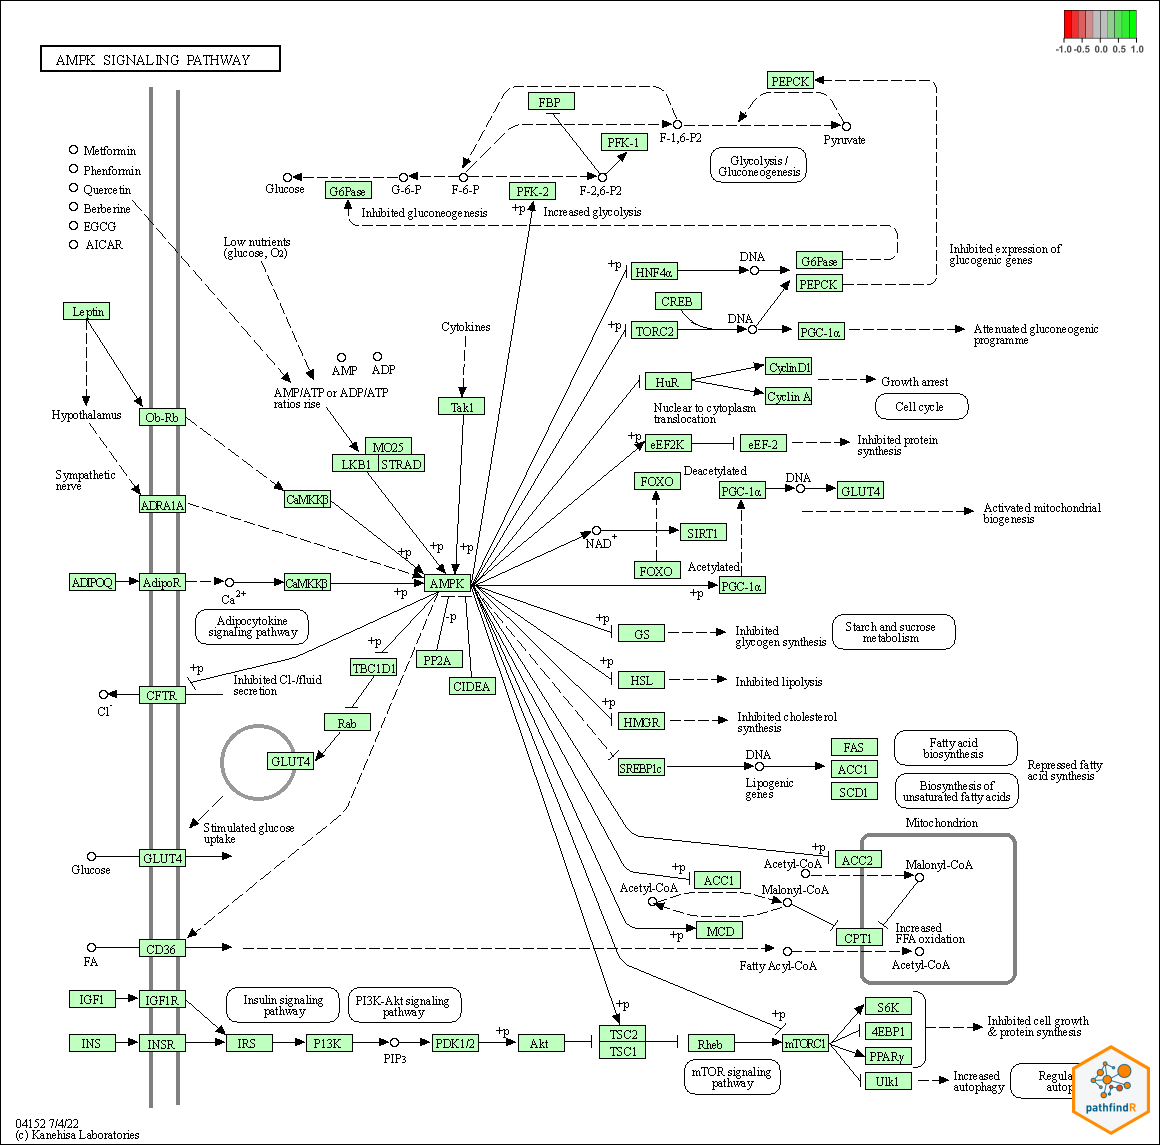 -1.0 -0.5 0.0 0.5 1.0
AMPK SIGNALING PATHWAY
PEPCK
FBP
F-1,6-P2
Pyruvate
PFK-1
Glycolysis /
Gluconeogenesis
Metformin
Phenformin
Quercetin
Berberine
EGCG
AICAR
Glucose
G6Pase
G-6-P
F-6-P
PFK-2
F-2,6-P2
+p
Inhibited gluconeogenesis
Increased glycolysis
Low nutrients
(glucose, O2)
Inhibited expression of
glucogenic genes
+p
HNF4α
DNA
G6Pase
PEPCK
CREB
+p
TORC2
DNA
PGC-1α
Attenuated gluconeogenic
programme
Leptin
Cytokines
AMP
ADP
AMP/ATP or ADP/ATP
ratios rise
HuR
CyclinD1
Cyclin A
Growth arrest
Cell cycle
Nuclear to cytoplasm
translocation
Hypothalamus
Ob-Rb
Tak1
MO25
LKB1
STRAD
+p
eEF2K
eEF-2
Inhibited protein
synthesis
Sympathetic
nerve
ADRA1A
CaMKKβ
FOXO
Deacetylated
PGC-1α
DNA
GLUT4
Activated mitochondrial
biogenesis
NAD+
SIRT1
+p
+p
+p
FOXO
Acetylated
ADIPOQ
AdipoR
Ca2+
CaMKKβ
+p
AMPK
+p
PGC-1α
Adipocytokine
signaling pathway
-p
+p
GS
Inhibited
glycogen synthesis
Starch and sucrose
metabolism
+p
TBC1D1
PP2A
CIDEA
+p
HSL
Inhibited lipolysis
+p
CFTR
Cl-
Inhibited Cl-/fluid
secretion
+p
HMGR
Inhibited cholesterol
synthesis
Rab
GLUT4
SREBP1c
DNA
Lipogenic
genes
FAS
ACC1
SCD1
Fatty acid
biosynthesis
Biosynthesis of
unsaturated fatty acids
Repressed fatty
acid synthesis
Stimulated glucose
uptake
Mitochondrion
Glucose
GLUT4
+p
ACC2
Acetyl-CoA
Malonyl-CoA
+p
ACC1
Acetyl-CoA
Malonyl-CoA
+p
MCD
CPT1
Increased
FFA oxidation
FA
CD36
Fatty Acyl-CoA
Acetyl-CoA
IGF1
IGF1R
Insulin signaling
pathway
PI3K-Akt signaling
pathway
+p
+p
S6K
4EBP1
PPARγ
Ulk1
Inhibited cell growth
& protein synthesis
INS
INSR
IRS
P13K
PIP3
PDK1/2
+p
Akt
TSC2
TSC1
Rheb
mTORC1
mTOR signaling
pathway
Increased
autophagy
pathfindR
04152 7/4/22
(c) Kanehisa Laboratories